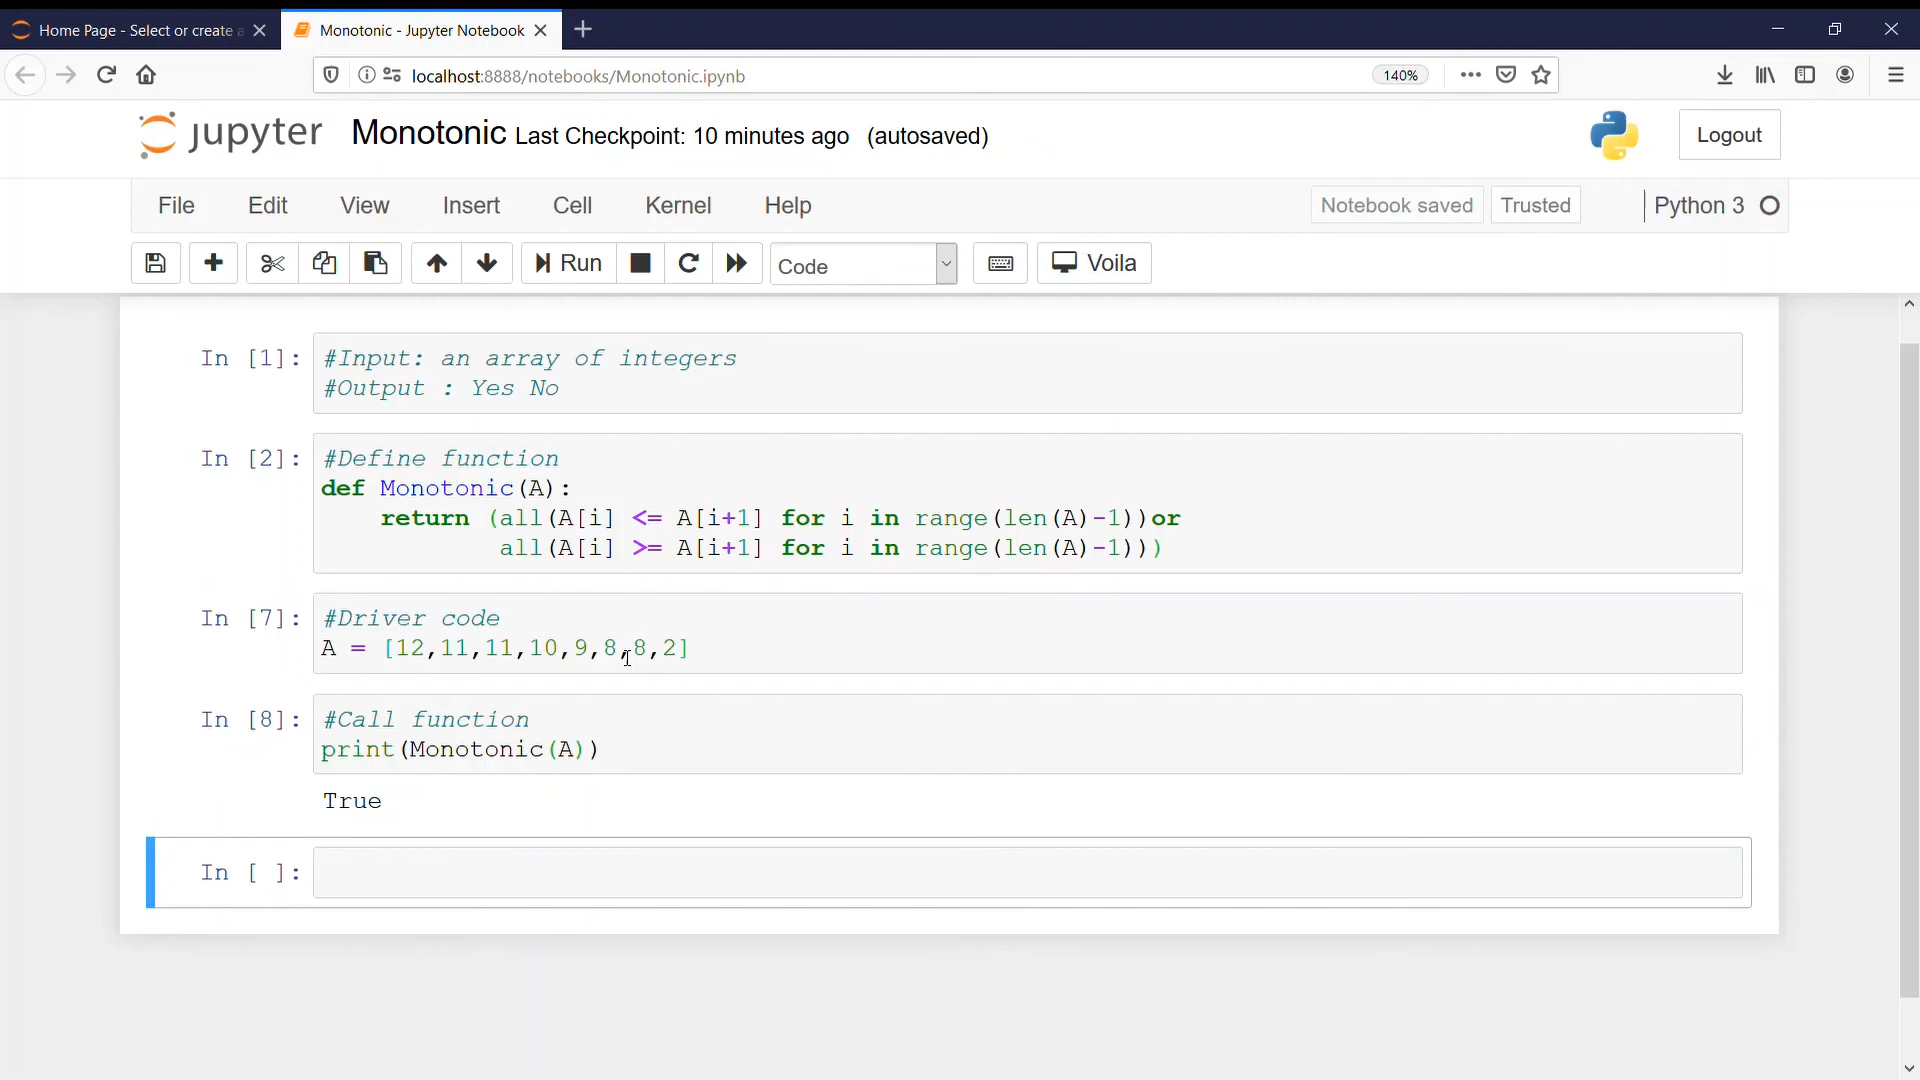 Home Page - Select or create a
Monotonic - Jupyter Notebook
localhost:8888/notebooks/Monotonic.ipynb
140%
jupyter Monotonic Last Checkpoint: 10 minutes ago (autosaved)
Logout
File Edit View Insert Cell Kernel Help
Notebook saved Trusted Python 3
Run Code Voila
In [1]: #Input: an array of integers
#Output : Yes No
In [2]: #Define function
def Monotonic(A):
return (all(A[i] <= A[i+1] for i in range(len(A)-1))or
all(A[i] >= A[i+1] for i in range(len(A)-1)))
In [7]: #Driver code
A = [12,11,11,10,9,8,8,2]
In [8]: #Call function
print(Monotonic(A))
True
In [ ]: